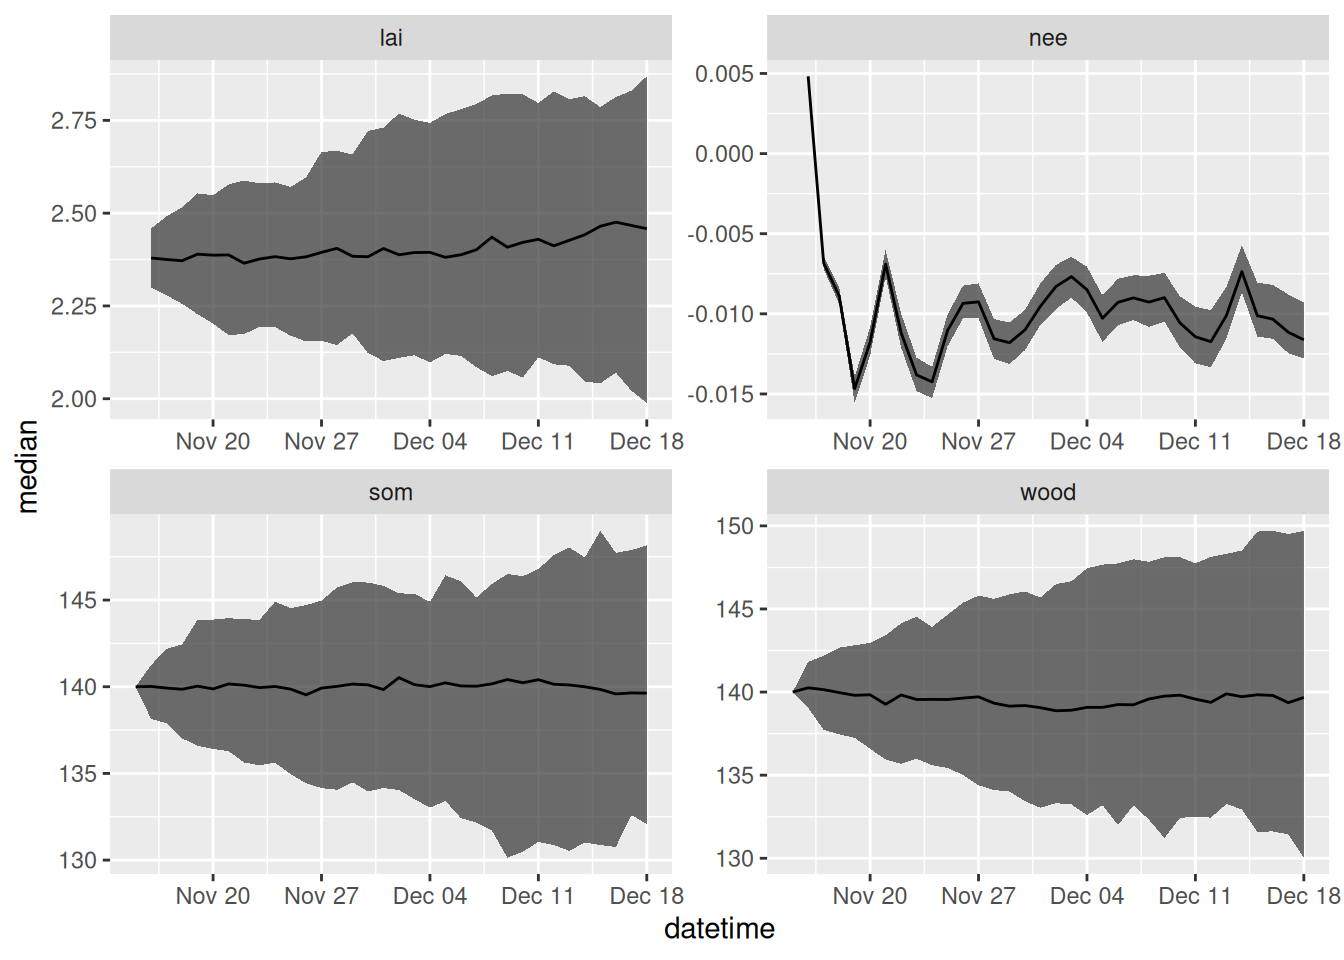 lai
nee
2.75
2.50
2.25
2.00
0.005
0.000
-0.005
-0.010
-0.015
Nov 20 Nov 27 Dec 04 Dec 11 Dec 18
Nov 20 Nov 27 Dec 04 Dec 11 Dec 18
median
som
wood
145
140
135
130
150
145
140
135
130
Nov 20 Nov 27 Dec 04 Dec 11 Dec 18
Nov 20 Nov 27 Dec 04 Dec 11 Dec 18
datetime